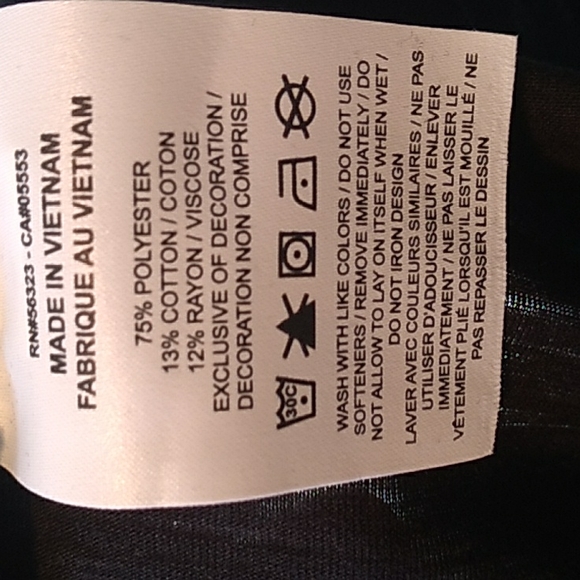 RN#56323 - CA#05553
MADE IN VIETNAM
FABRIQUE AU VIETNAM
75% POLYESTER
13% COTTON / COTON
12% RAYON / VISCOSE
EXCLUSIVE OF DECORATION /
DECORATION NON COMPRISE
30C
WASH WITH LIKE COLORS / DO NOT USE
SOFTENERS / REMOVE IMMEDIATELY / DO
NOT ALLOW TO LAY ON ITSELF WHEN WET /
DO NOT IRON DESIGN
LAVER AVEC COULEURS SIMILAIRES / NE PAS
UTILISER D'ADOUCISSEUR / ENLEVER
IMMEDIATEMENT / NE PAS LAISSER LE
VÊTEMENT PLIÉ LORSQU'IL EST MOUILLÉ / NE
PAS REPASSER LE DESSIN